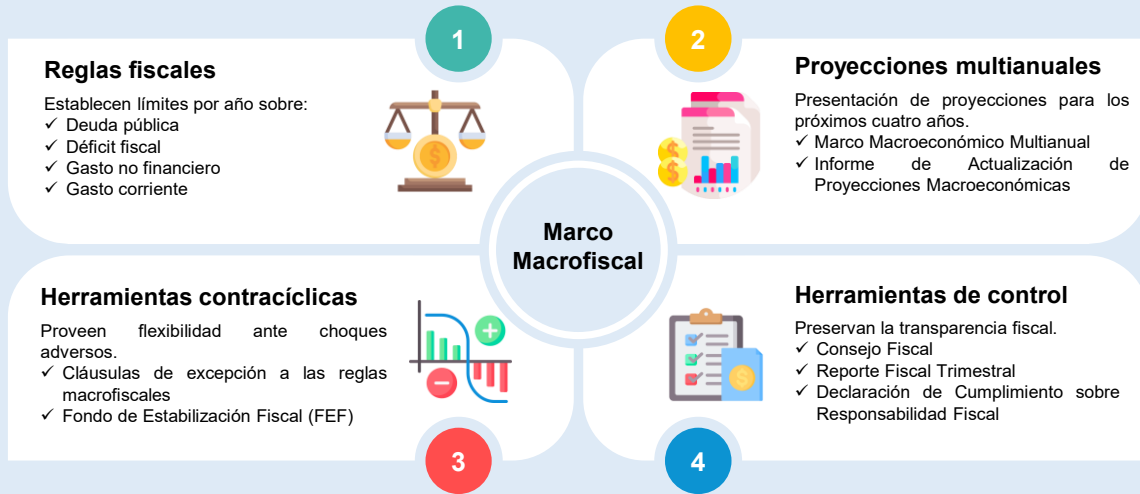 1
Reglas fiscales
Establecen límites por año sobre:
✓ Deuda pública
✓ Déficit fiscal
✓ Gasto no financiero
✓ Gasto corriente
2
Proyecciones multianuales
Presentación de proyecciones para los
próximos cuatro años.
✓ Marco Macroeconómico Multianual
✓ Informe de Actualización de
Proyecciones Macroeconómicas
Marco
Macrofiscal
Herramientas contracíclicas
Proveen flexibilidad ante choques
adversos.
✓ Cláusulas de excepción a las reglas
macrofiscales
✓ Fondo de Estabilización Fiscal (FEF)
3
Herramientas de control
Preservan la transparencia fiscal.
✓ Consejo Fiscal
✓ Reporte Fiscal Trimestral
✓ Declaración de Cumplimiento sobre
Responsabilidad Fiscal
4